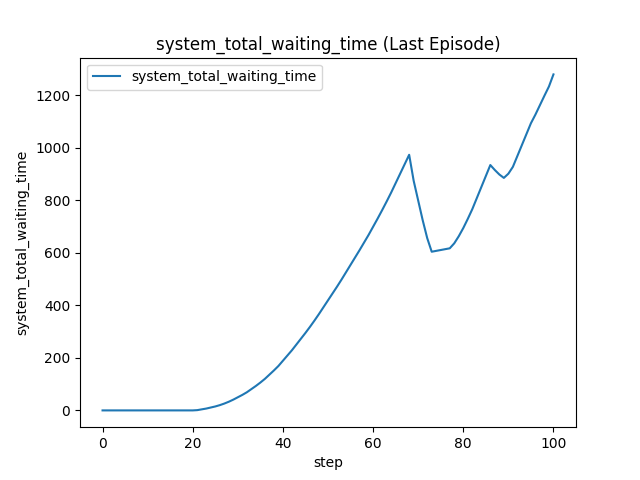 system_total_waiting_time (Last Episode)
system_total_waiting_time
system_total_waiting_time
1200
1000
800
600
400
200
0
0 20 40 60 80 100
step